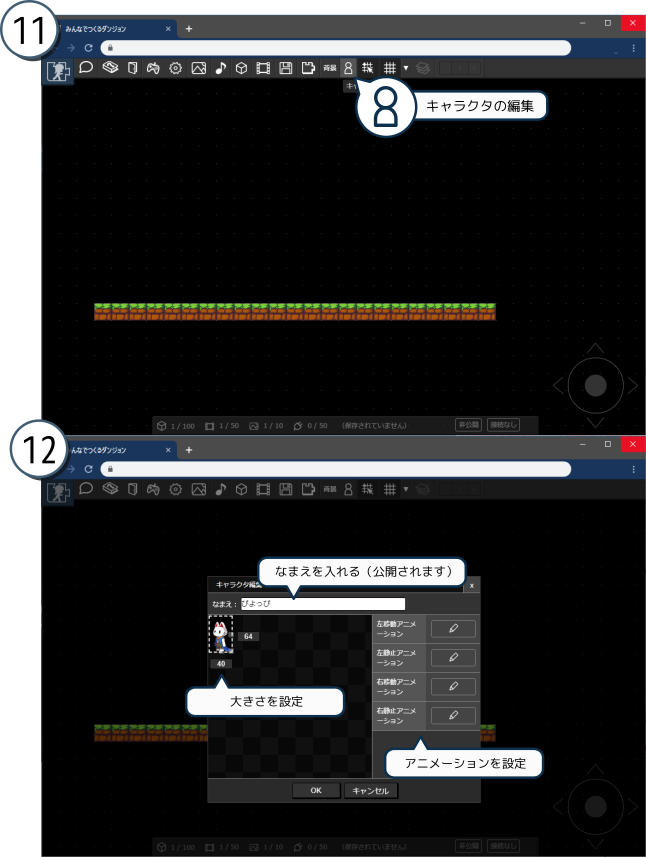 11
みんなでつくるダンジョン
背景
キャラクタの編集
1 / 100
1 / 50
1 / 10
0 / 50
(保存されていません)
非公開
接続なし
12
みんなでつくるダンジョン
背景
なまえを入れる（公開されます）
キャラクタ編集
x
なまえ：
ぴよっぴ
64
40
左移動アニメ
ーション
左静止アニメ
ーション
右移動アニメ
ーション
右静止アニメ
ーション
大きさを設定
アニメーションを設定
OK
キャンセル
1 / 100
1 / 50
1 / 10
0 / 50
(保存されていません)
非公開
接続なし